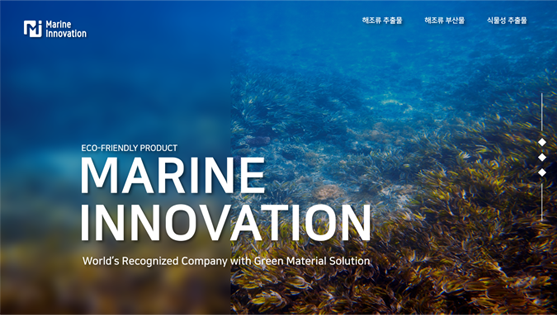 Marine
Innovation
해조류 추출물
해조류 부산물
식물성 추출물
ECO-FRIENDLY PRODUCT
MARINE
INNOVATION
World's Recognized Company with Green Material Solution